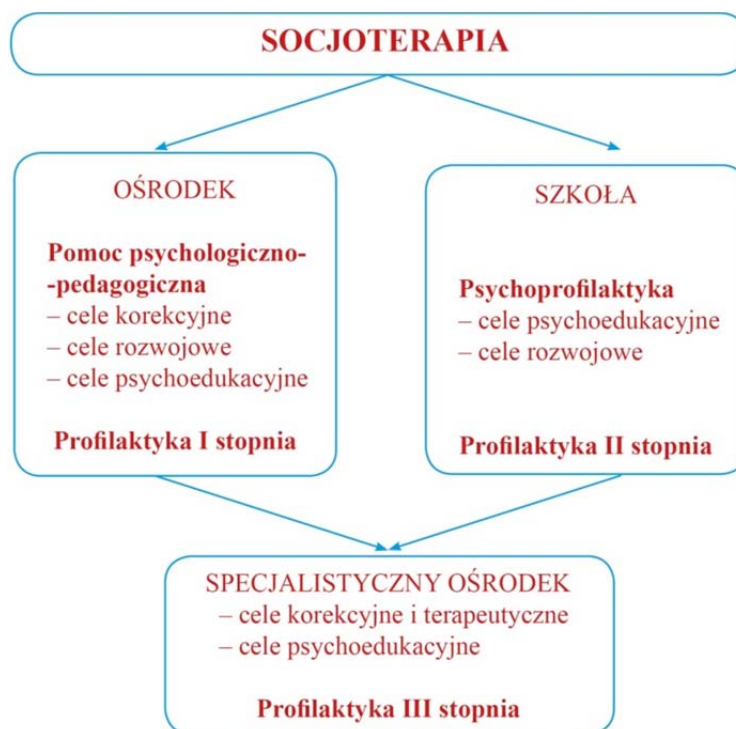 SOCJOTERAPIA
OŚRODEK
Pomoc psychologiczno-
-pedagogiczna
– cele korekcyjne
– cele rozwojowe
– cele psychoedukacyjne
Profilaktyka I stopnia
SZKOŁA
Psychoprofilaktyka
– cele psychoedukacyjne
– cele rozwojowe
Profilaktyka II stopnia
SPECJALISTYCZNY OŚRODEK
– cele korekcyjne i terapeutyczne
– cele psychoedukacyjne
Profilaktyka III stopnia